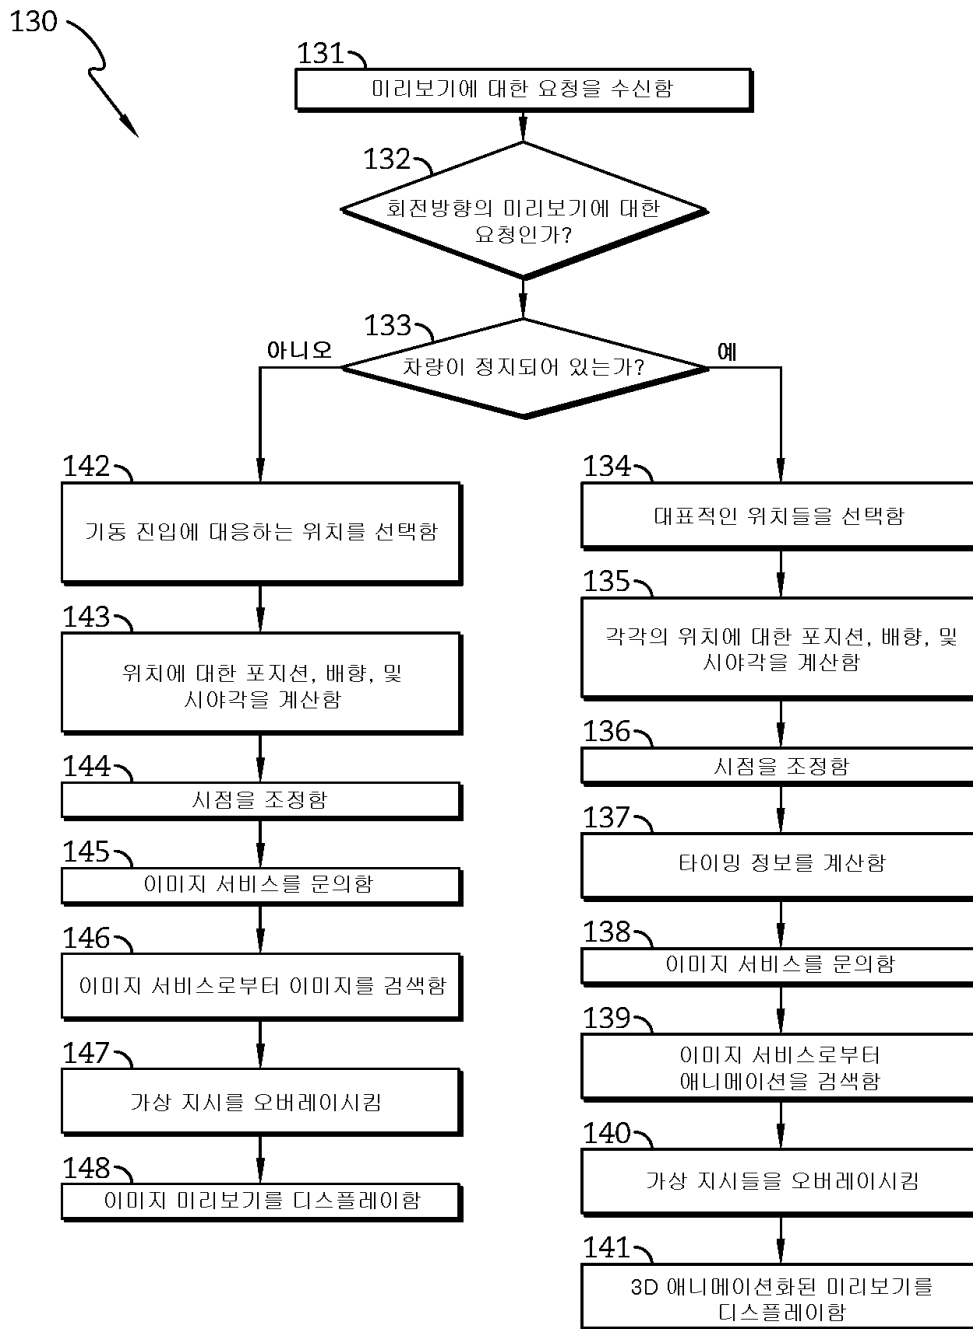 130
131
미리보기에 대한 요청을 수신함
132
회전방향의 미리보기에 대한
요청인가?
133
차량이 정지되어 있는가?
아니오
예
142
기동 진입에 대응하는 위치를 선택함
143
위치에 대한 포지션, 배향, 및
시야각을 계산함
144
시점을 조정함
145
이미지 서비스를 문의함
146
이미지 서비스로부터 이미지를 검색함
147
가상 지시를 오버레이시킴
148
이미지 미리보기를 디스플레이함
134
대표적인 위치들을 선택함
135
각각의 위치에 대한 포지션, 배향, 및
시야각을 계산함
136
시점을 조정함
137
타이밍 정보를 계산함
138
이미지 서비스를 문의함
139
이미지 서비스로부터
애니메이션을 검색함
140
가상 지시들을 오버레이시킴
141
3D 애니메이션화된 미리보기를
디스플레이함